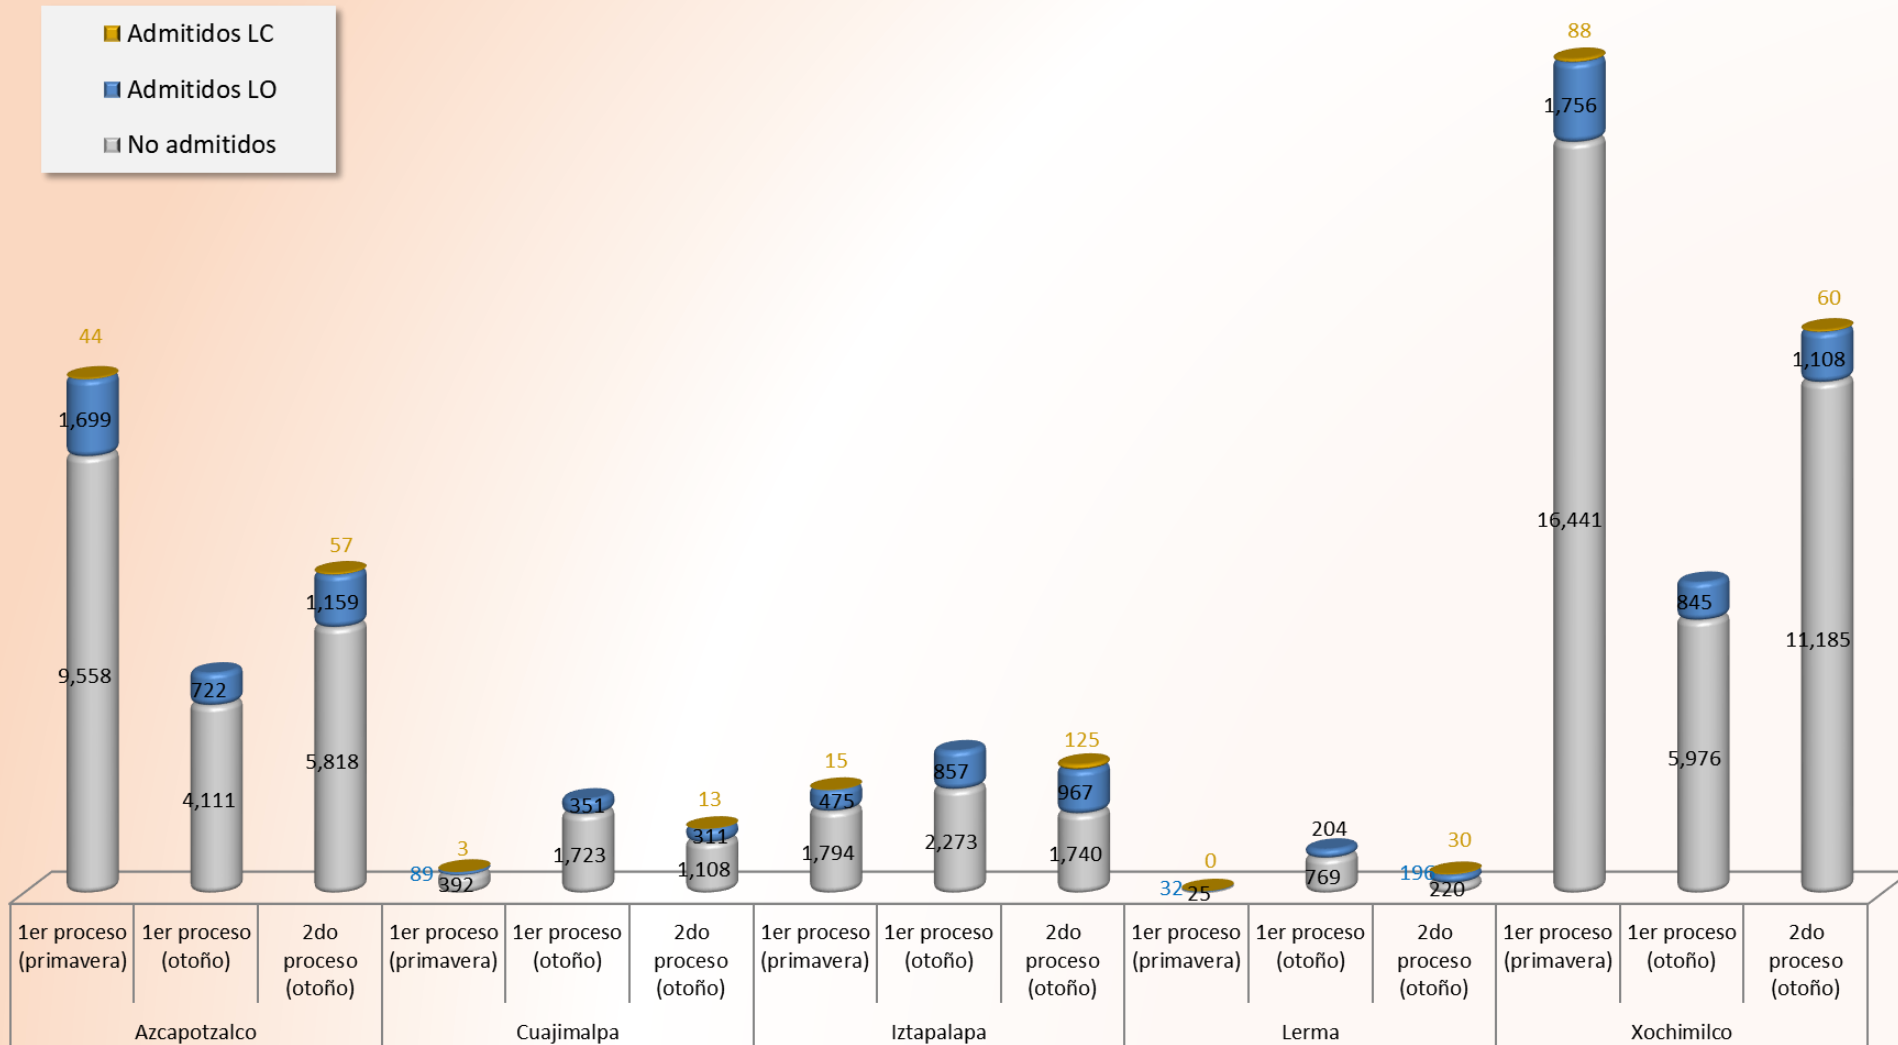 Admitidos LC
Admitidos LO
No admitidos
44
1,699
9,558
722
4,111
57
1,159
5,818
3
89
392
351
1,723
13
311
1,108
15
475
1,794
857
2,273
125
967
1,740
0
32
25
204
769
30
196
220
88
1,756
16,441
845
5,976
60
1,108
11,185
1er proceso
(primavera)
1er proceso
(otoño)
2do
proceso
(otoño)
1er proceso
(primavera)
1er proceso
(otoño)
2do
proceso
(otoño)
1er proceso
(primavera)
1er proceso
(otoño)
2do
proceso
(otoño)
1er proceso
(primavera)
1er proceso
(otoño)
2do
proceso
(otoño)
1er proceso
(primavera)
1er proceso
(otoño)
2do
proceso
(otoño)
Azcapotzalco
Cuajimalpa
Iztapalapa
Lerma
Xochimilco